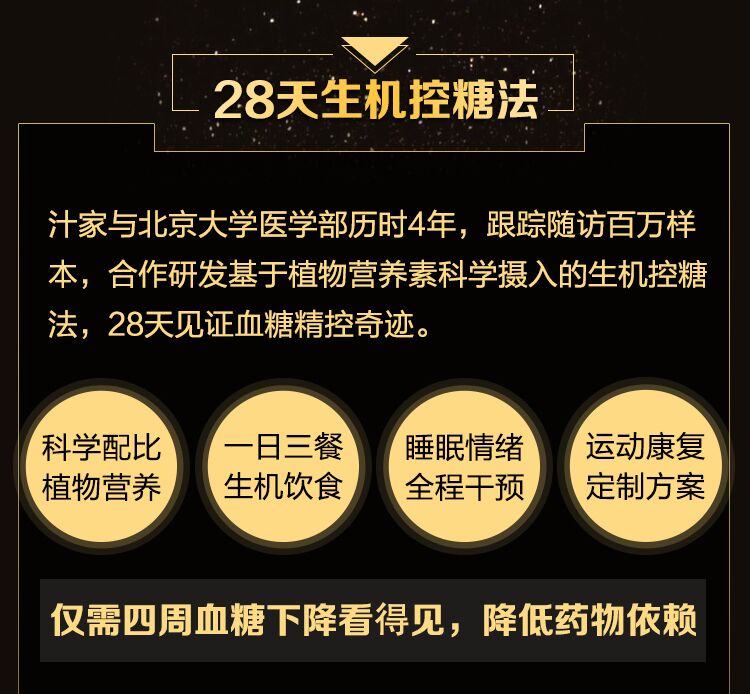 28天生机控糖法
汁家与北京大学医学部历时4年，跟踪随访百万样
本，合作研发基于植物营养素科学摄入的生机控糖
法，28天见证血糖精控奇迹。
科学配比
植物营养
一日三餐
生机饮食
睡眠情绪
全程干预
运动康复
定制方案
仅需四周血糖下降看得见，降低药物依赖